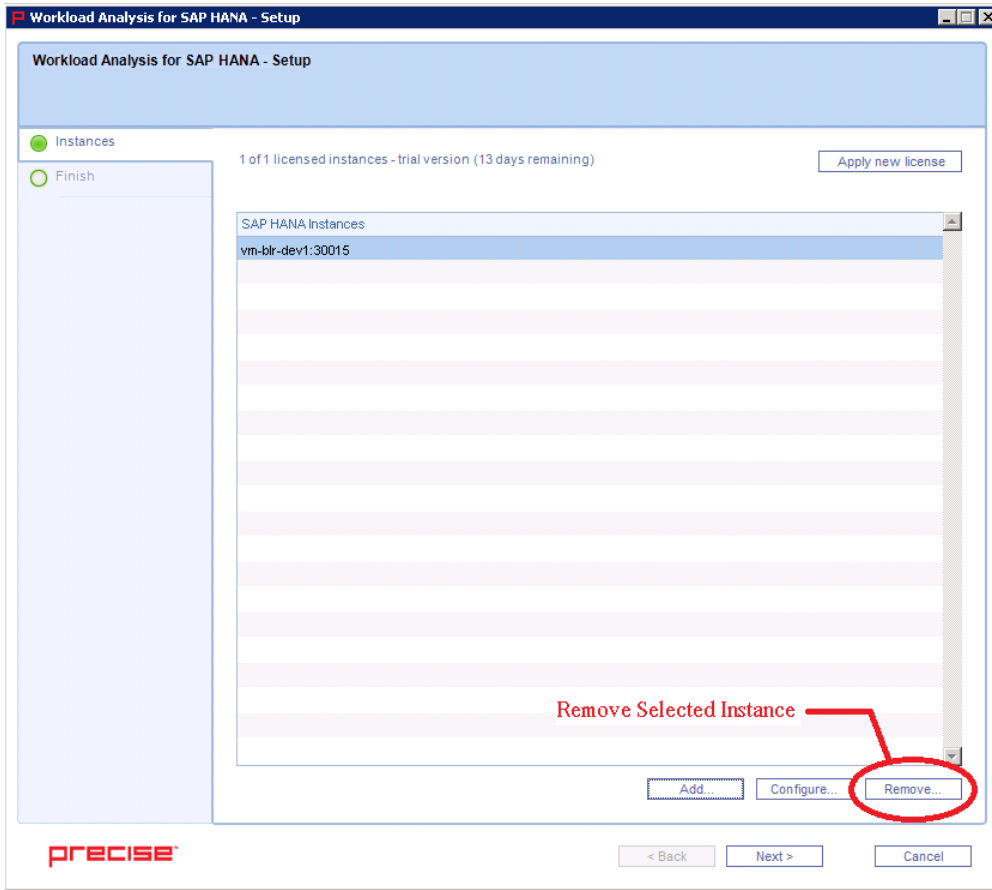 Workload Analysis for SAP HANA - Setup
Workload Analysis for SAP HANA - Setup
Instances
Finish
1 of 1 licensed instances - trial version (13 days remaining)
Apply new license
SAP HANA Instances
vm-blr-dev1:30015
Remove Selected Instance
Add...
Configure...
Remove...
precise
< Back
Next >
Cancel